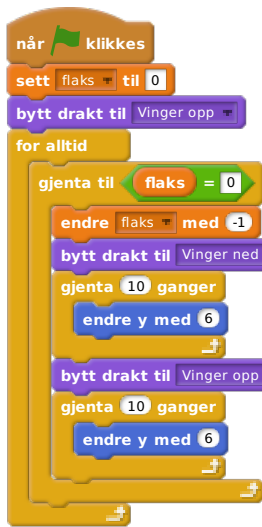 når klikkes
sett flaks til 0
bytt drakt til Vinger opp
for alltid
gjenta til flaks = 0
endre flaks med -1
bytt drakt til Vinger ned
gjenta 10 ganger
endre y med 6
bytt drakt til Vinger opp
gjenta 10 ganger
endre y med 6